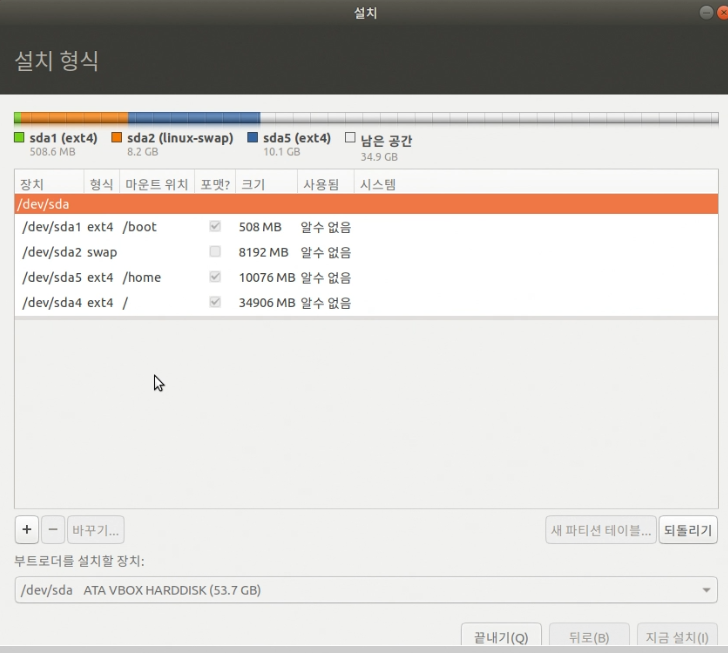 설치
설치 형식
sda1 (ext4) sda2 (linux-swap) sda5 (ext4) 남은 공간
508.6 MB 8.2 GB 10.1 GB 34.9 GB
장치 형식 마운트 위치 포맷? 크기 사용됨 시스템
/dev/sda
/dev/sda1 ext4 /boot 508 MB 알수 없음
/dev/sda2 swap 8192 MB 알수 없음
/dev/sda5 ext4 /home 10076 MB 알수 없음
/dev/sda4 ext4 / 34906 MB 알수 없음
+ − 바꾸기... 새 파티션 테이블... 되돌리기
부트로더를 설치할 장치:
/dev/sda ATA VBOX HARDDISK (53.7 GB)
끝내기(Q) 뒤로(B) 지금 설치(I)